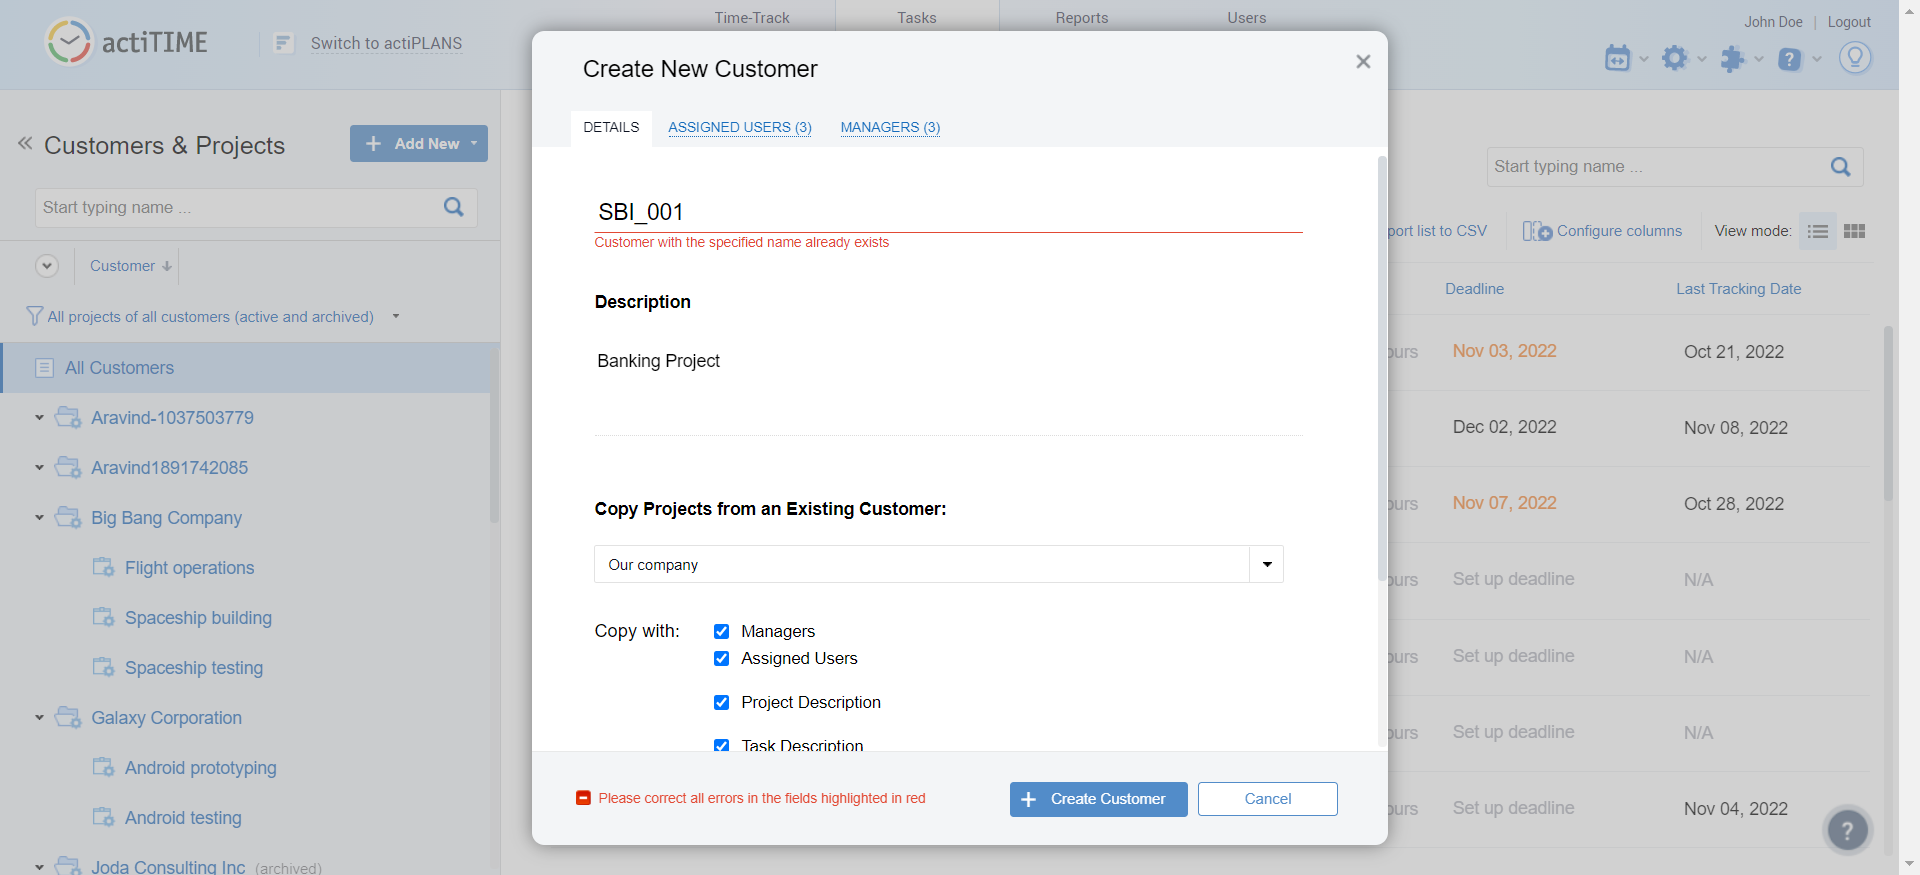 Time-Track
Tasks
Reports
Users
John Doe | Logout
actiTIME
Switch to actiPLANS
Customers & Projects
+ Add New
Start typing name ...
Customer
All projects of all customers (active and archived)
All Customers
Aravind-1037503779
Aravind1891742085
Big Bang Company
Flight operations
Spaceship building
Spaceship testing
Galaxy Corporation
Android prototyping
Android testing
Joda Consulting Inc (archived)
Create New Customer
DETAILS
ASSIGNED USERS (3)
MANAGERS (3)
SBI_001
Customer with the specified name already exists
Description
Banking Project
Copy Projects from an Existing Customer:
Our company
Copy with:
Managers
Assigned Users
Project Description
Task Description
Please correct all errors in the fields highlighted in red
+ Create Customer
Cancel
Start typing name ...
port list to CSV
Configure columns
View mode:
Deadline
Last Tracking Date
ours
Nov 03, 2022
Oct 21, 2022
Dec 02, 2022
Nov 08, 2022
ours
Nov 07, 2022
Oct 28, 2022
ours
Set up deadline
N/A
ours
Set up deadline
N/A
ours
Set up deadline
N/A
ours
Set up deadline
Nov 04, 2022
?